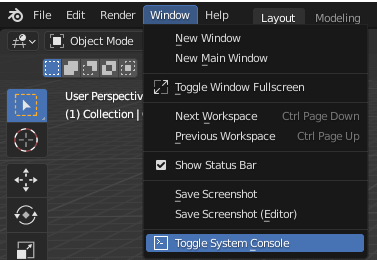 File Edit Render Window Help Layout Modeling
Object Mode
New Window
New Main Window
Toggle Window Fullscreen
User Perspectiv
(1) Collection |
Next Workspace Ctrl Page Down
Previous Workspace Ctrl Page Up
Show Status Bar
Save Screenshot
Save Screenshot (Editor)
Toggle System Console